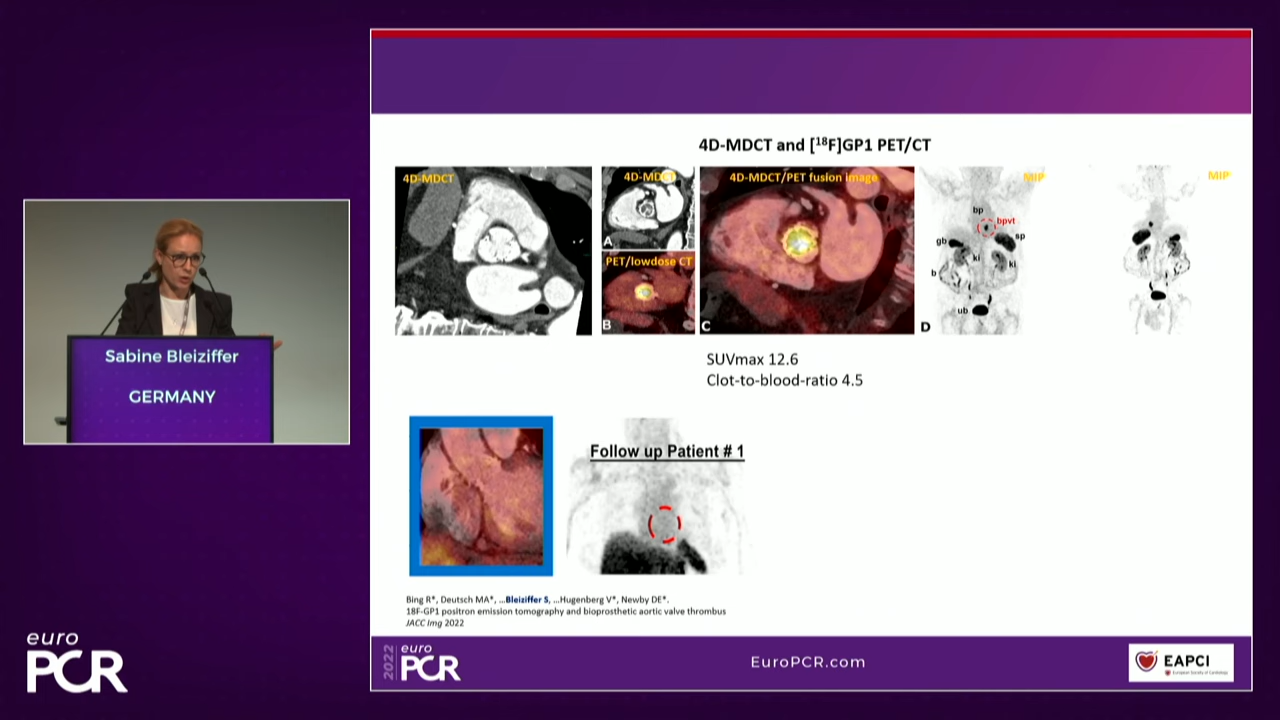 Sabine Bleiziffer
GERMANY
euro
PCR
4D-MDCT and [¹⁸F]GP1 PET/CT
4D-MDCT
4D-MDCT
A
PET/lowdose CT
B
4D-MDCT/PET fusion image
C
MIP
bp
bpvt
gb
sp
ki
ki
b
ub
D
MIP
SUVmax 12.6
Clot-to-blood-ratio 4.5
Follow up Patient # 1
Bing R*, Deutsch MA*, ...Bleiziffer S, ...Hugenberg V*, Newby DE*.
18F-GP1 positron emission tomography and bioprosthetic aortic valve thrombus
JACC Img 2022
2022
euro
PCR
EuroPCR.com
EAPCI